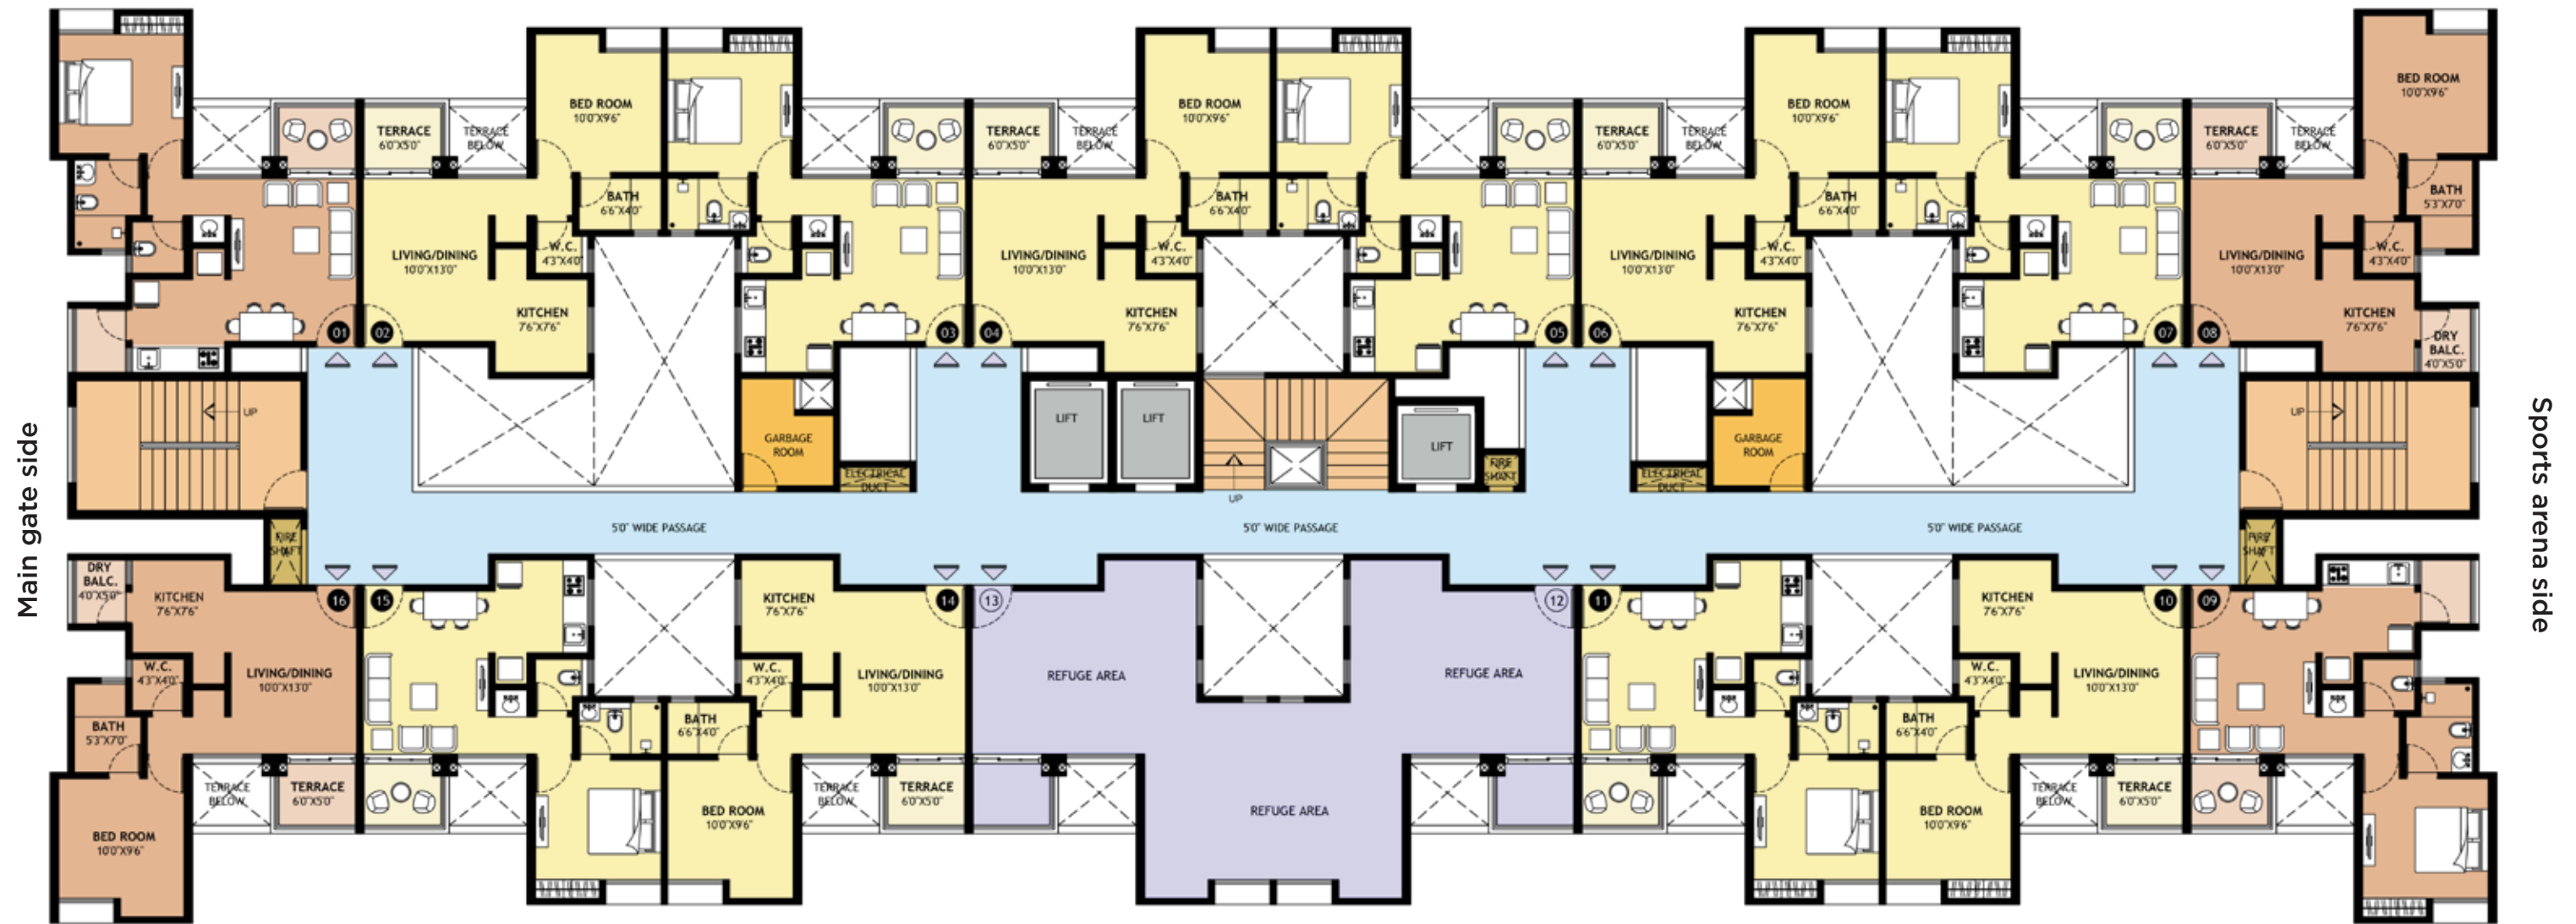 Main gate side
Sports arena side
BED ROOM
10'0"X9'6"
BED ROOM
10'0"X9'6"
BED ROOM
10'0"X9'6"
BED ROOM
10'0"X9'6"
TERRACE
6'0"X5'0"
TERRACE
BELOW
TERRACE
6'0"X5'0"
TERRACE
BELOW
TERRACE
6'0"X5'0"
TERRACE
BELOW
TERRACE
6'0"X5'0"
TERRACE
BELOW
BATH
6'6"X4'0"
BATH
6'6"X4'0"
BATH
6'6"X4'0"
BATH
5'3"X7'0"
LIVING/DINING
10'0"X13'0"
W.C.
4'3"X4'0"
LIVING/DINING
10'0"X13'0"
W.C.
4'3"X4'0"
LIVING/DINING
10'0"X13'0"
W.C.
4'3"X4'0"
LIVING/DINING
10'0"X13'0"
W.C.
4'3"X4'0"
KITCHEN
7'6"X7'6"
KITCHEN
7'6"X7'6"
KITCHEN
7'6"X7'6"
KITCHEN
7'6"X7'6"
DRY
BALC.
4'0"X5'0"
01
02
03
04
05
06
07
08
UP
GARBAGE
ROOM
ELECTRICAL
DUCT
LIFT
LIFT
UP
LIFT
FIRE
SHAFT
ELECTRICAL
DUCT
GARBAGE
ROOM
UP
5'0" WIDE PASSAGE
5'0" WIDE PASSAGE
5'0" WIDE PASSAGE
FIRE
SHAFT
FIRE
SHAFT
16
15
14
13
12
11
10
09
DRY
BALC.
4'0"X5'0"
KITCHEN
7'6"X7'6"
KITCHEN
7'6"X7'6"
KITCHEN
7'6"X7'6"
W.C.
4'3"X4'0"
LIVING/DINING
10'0"X13'0"
W.C.
4'3"X4'0"
LIVING/DINING
10'0"X13'0"
REFUGE AREA
REFUGE AREA
W.C.
4'3"X4'0"
LIVING/DINING
10'0"X13'0"
BATH
5'3"X7'0"
BATH
6'6"X4'0"
BATH
6'6"X4'0"
TERRACE
BELOW
TERRACE
6'0"X5'0"
TERRACE
BELOW
TERRACE
6'0"X5'0"
TERRACE
BELOW
TERRACE
6'0"X5'0"
BED ROOM
10'0"X9'6"
BED ROOM
10'0"X9'6"
REFUGE AREA
BED ROOM
10'0"X9'6"